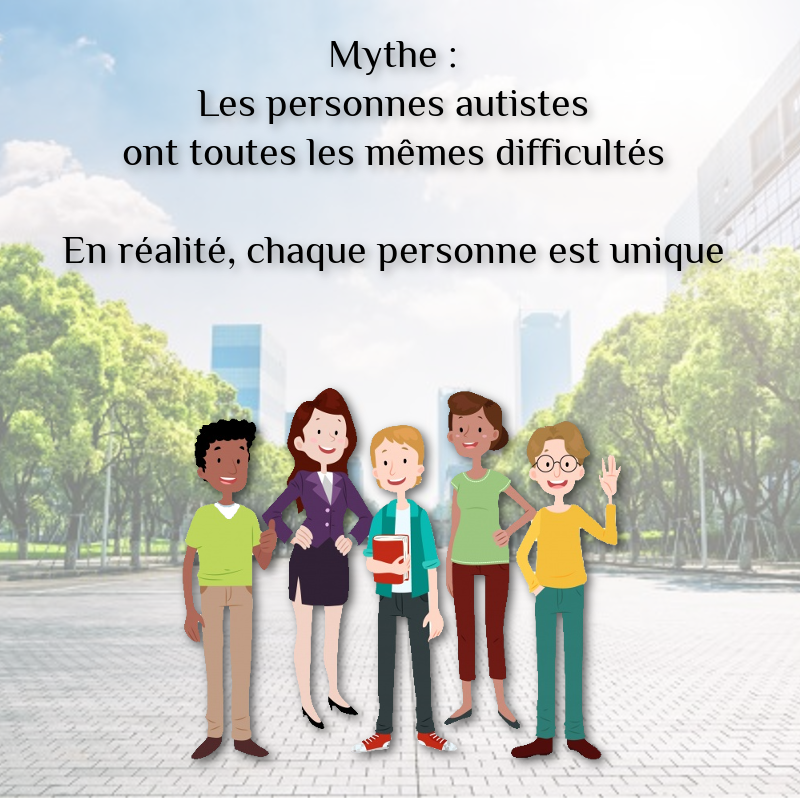 Mythe :
Les personnes autistes
ont toutes les mêmes difficultés
En réalité, chaque personne est unique